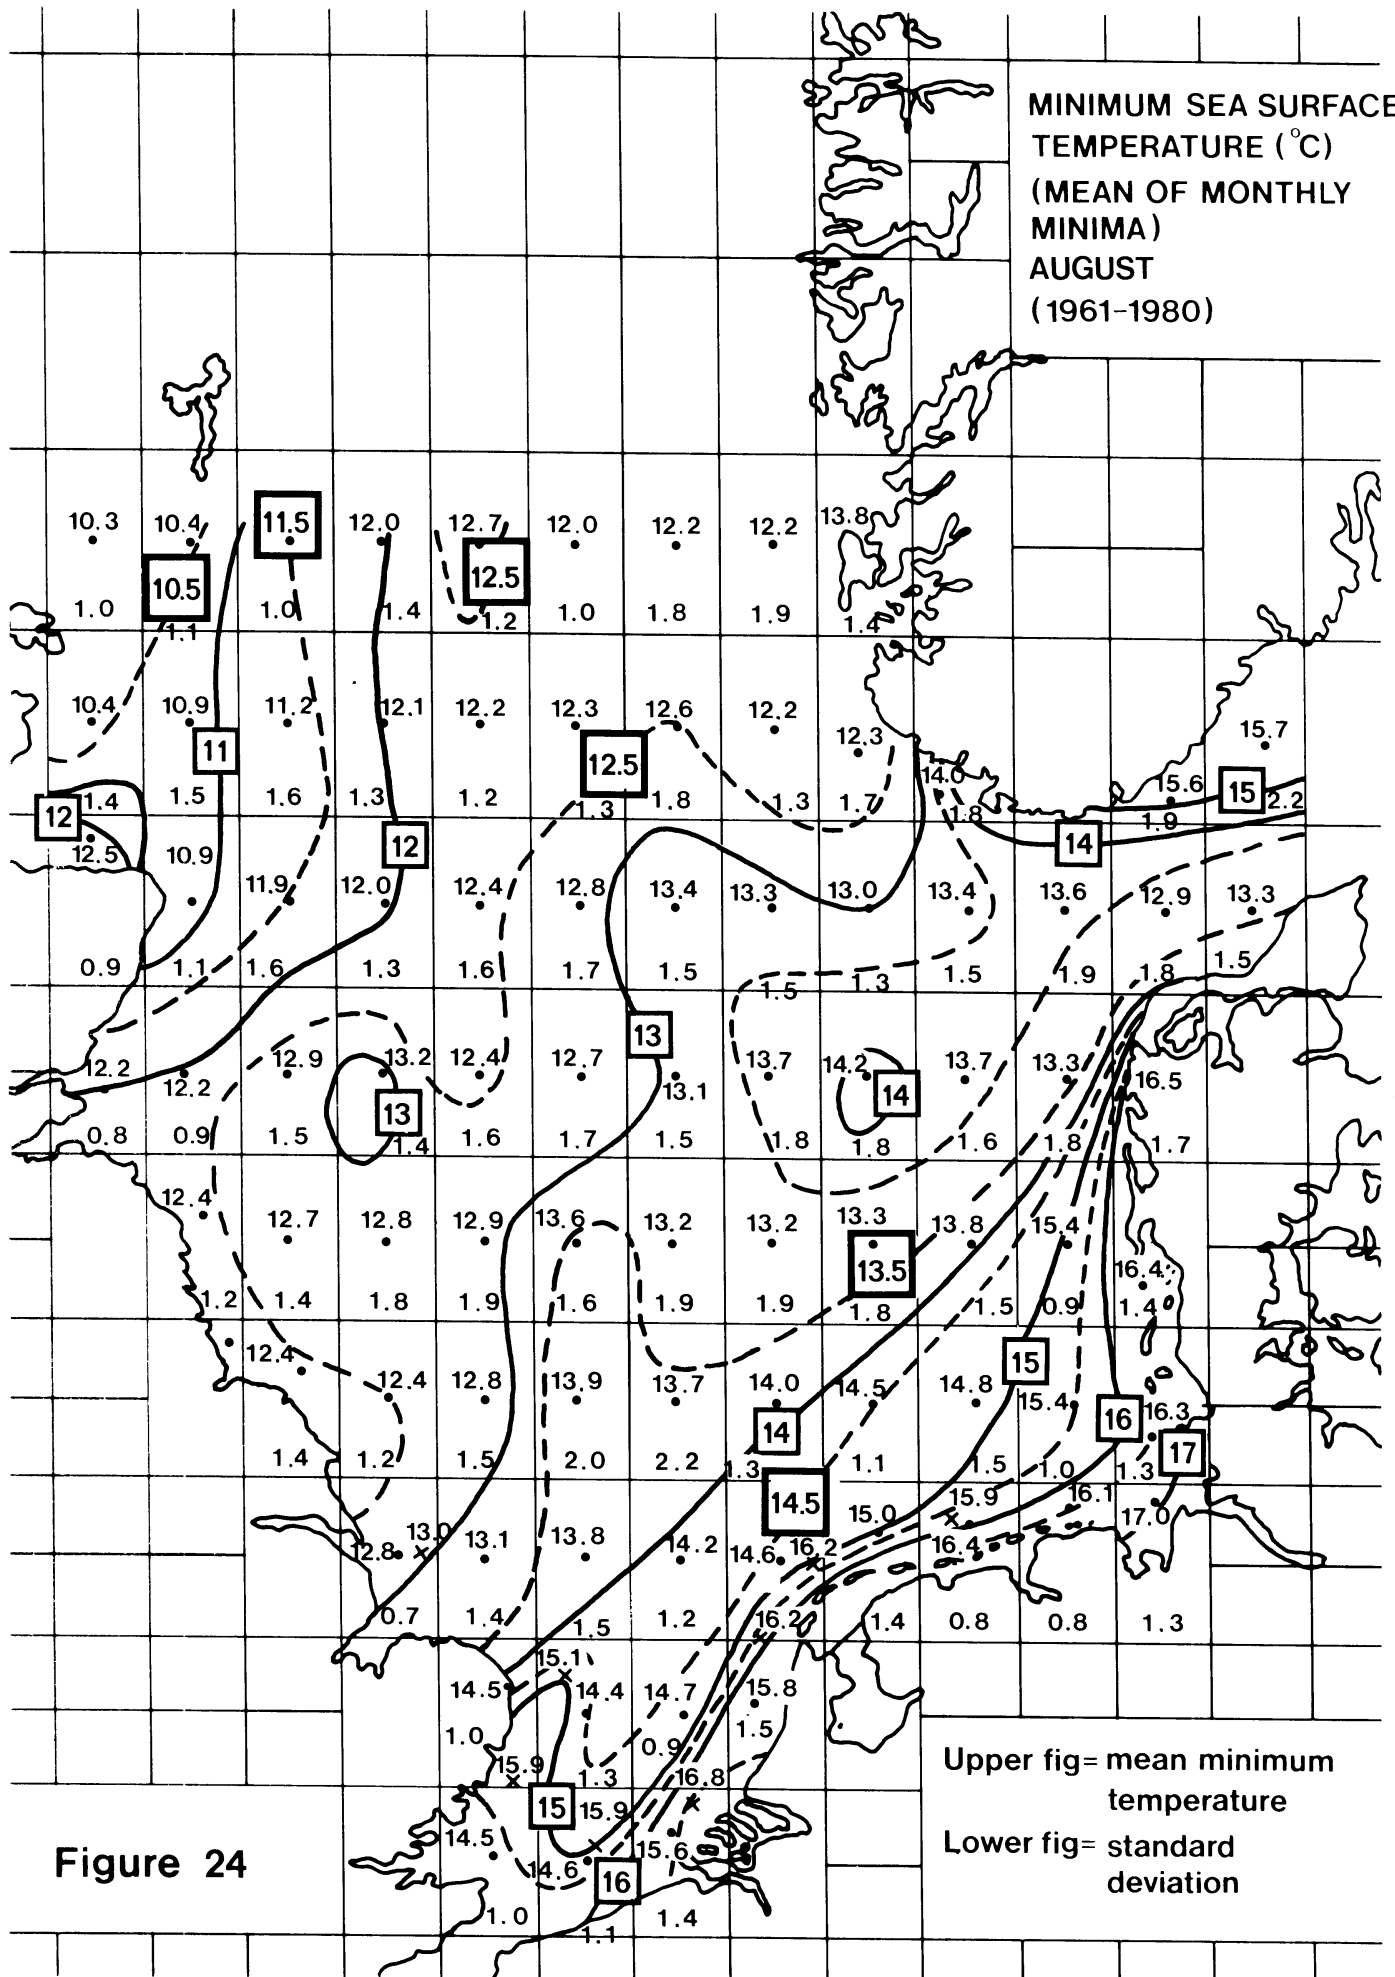 MINIMUM SEA SURFACE
TEMPERATURE (°C)
(MEAN OF MONTHLY
MINIMA)
AUGUST
(1961-1980)
10.3 10.4 11.5 12.0 12.7 12.0 12.2 12.2 13.8
10.5 12.5
1.0 1.1 1.0 1.4 1.2 1.0 1.8 1.9 1.4
10.4 10.9 11.2 12.1 12.2 12.3 12.6 12.2 12.3 15.7
11 12.5 14.0 15.6 15
12 1.4 1.5 1.6 1.3 1.2 1.3 1.8 1.3 1.7 1.8 1.9 2.2
12.5 10.9 12 14
11.9 12.0 12.4 12.8 13.4 13.3 13.0 13.4 13.6 12.9 13.3
0.9 1.1 1.6 1.3 1.6 1.7 1.5 1.5 1.3 1.5 1.9 1.8 1.5
13
12.2 12.2 12.9 13.2 12.4 12.7 13.1 13.7 14.2 13.7 13.3 16.5
13 14
0.8 0.9 1.5 1.4 1.6 1.7 1.5 1.8 1.8 1.6 1.8 1.7
12.4 12.7 12.8 12.9 13.6 13.2 13.2 13.3 13.8 15.4 16.4
13.5
1.2 1.4 1.8 1.9 1.6 1.9 1.9 1.8 1.5 0.9 1.4
12.4 12.4 12.8 13.9 13.7 14.0 14.5 14.8 15 15.4 16 16.3
14 17
1.4 1.2 1.5 2.0 2.2 1.3 1.1 1.5 1.0 1.3
14.5
12.8 13.0 13.1 13.8 14.2 14.6 16.2 15.0 15.9 16.4 16.1 17.0
0.7 1.4 1.5 1.2 16.2 1.4 0.8 0.8 1.3
14.5 15.1 14.4 14.7 15.8
1.0 0.9 1.5
15.9 1.3 16.8
15 15.9
14.5 14.6 15.6
16
1.0 1.1 1.4
Upper fig= mean minimum
temperature
Lower fig= standard
deviation
Figure 24